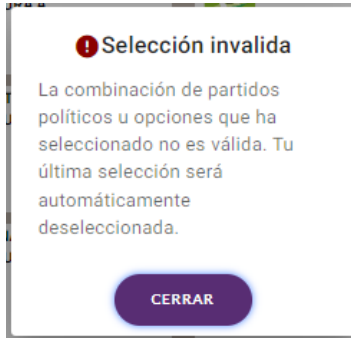 Selección invalida
La combinación de partidos
políticos u opciones que ha
seleccionado no es válida. Tu
última selección será
automáticamente
deseleccionada.
CERRAR